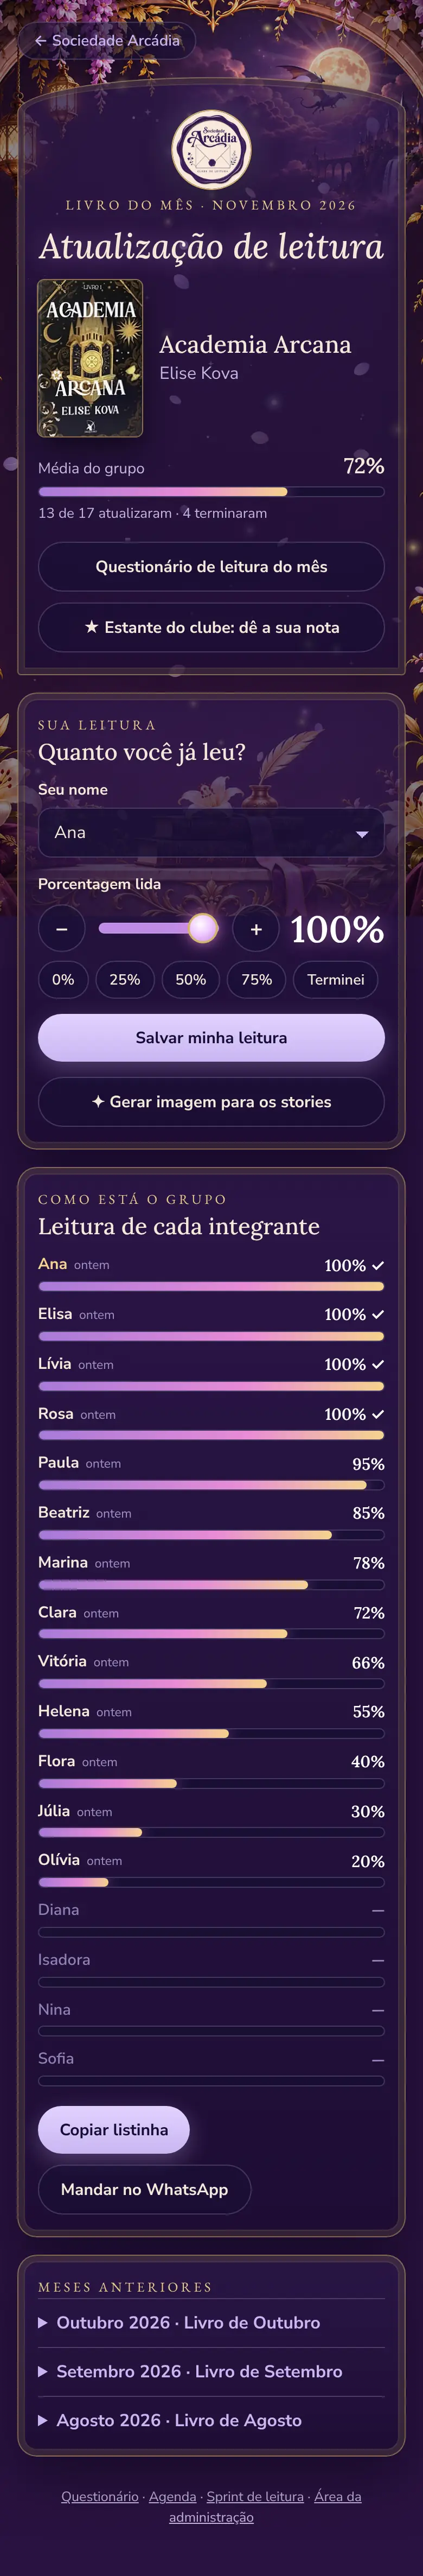 ← Sociedade Arcádia
Sociedade
Arcádia
LIVRO DO MÊS · NOVEMBRO 2026
Atualização de leitura
LIVRO I
ACADEMIA
ARCANA
ELISE KOVA
Academia Arcana
Elise Kova
Média do grupo 72%
13 de 17 atualizaram · 4 terminaram
Questionário de leitura do mês
★ Estante do clube: dê a sua nota
SUA LEITURA
Quanto você já leu?
Seu nome
Ana
Porcentagem lida
− + 100%
0% 25% 50% 75% Terminei
Salvar minha leitura
✦ Gerar imagem para os stories
COMO ESTÁ O GRUPO
Leitura de cada integrante
Ana ontem 100% ✓
Elisa ontem 100% ✓
Lívia ontem 100% ✓
Rosa ontem 100% ✓
Paula ontem 95%
Beatriz ontem 85%
Marina ontem 78%
Clara ontem 72%
Vitória ontem 66%
Helena ontem 55%
Flora ontem 40%
Júlia ontem 30%
Olívia ontem 20%
Diana —
Isadora —
Nina —
Sofia —
Copiar listinha
Mandar no WhatsApp
MESES ANTERIORES
▶ Outubro 2026 · Livro de Outubro
▶ Setembro 2026 · Livro de Setembro
▶ Agosto 2026 · Livro de Agosto
Questionário · Agenda · Sprint de leitura · Área da
administração